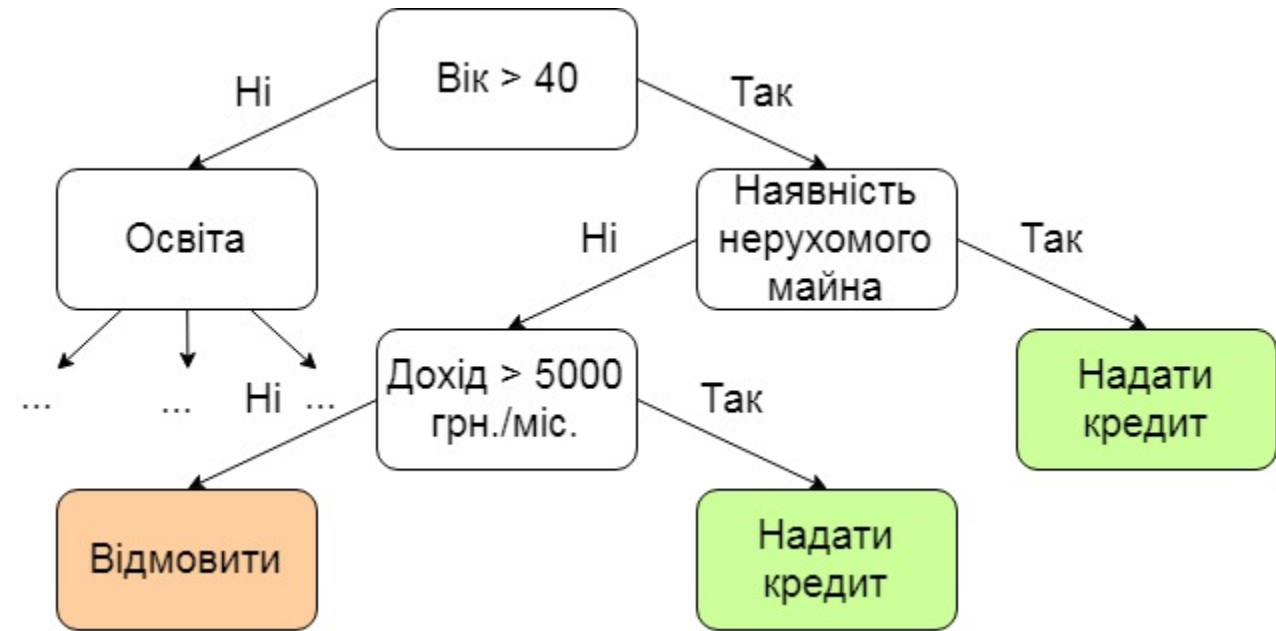 Вік > 40
Ні
Так
Освіта
Наявність
нерухомого
майна
Ні
Так
Дохід > 5000
грн./міс.
Надати
кредит
...
...
Ні
...
Так
Відмовити
Надати
кредит